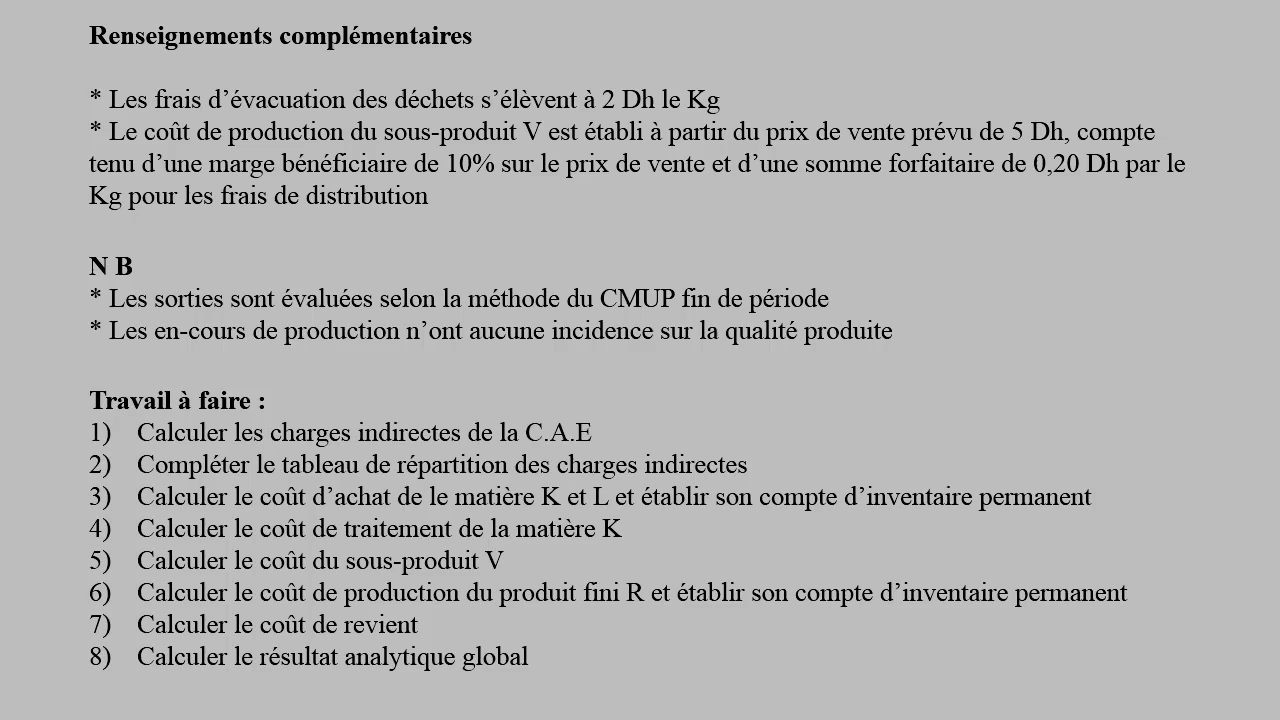 Renseignements complémentaires
* Les frais d’évacuation des déchets s’élèvent à 2 Dh le Kg
* Le coût de production du sous-produit V est établi à partir du prix de vente prévu de 5 Dh, compte
tenu d’une marge bénéficiaire de 10% sur le prix de vente et d’une somme forfaitaire de 0,20 Dh par le
Kg pour les frais de distribution
N B
* Les sorties sont évaluées selon la méthode du CMUP fin de période
* Les en-cours de production n’ont aucune incidence sur la qualité produite
Travail à faire :
1) Calculer les charges indirectes de la C.A.E
2) Compléter le tableau de répartition des charges indirectes
3) Calculer le coût d’achat de le matière K et L et établir son compte d’inventaire permanent
4) Calculer le coût de traitement de la matière K
5) Calculer le coût du sous-produit V
6) Calculer le coût de production du produit fini R et établir son compte d’inventaire permanent
7) Calculer le coût de revient
8) Calculer le résultat analytique global